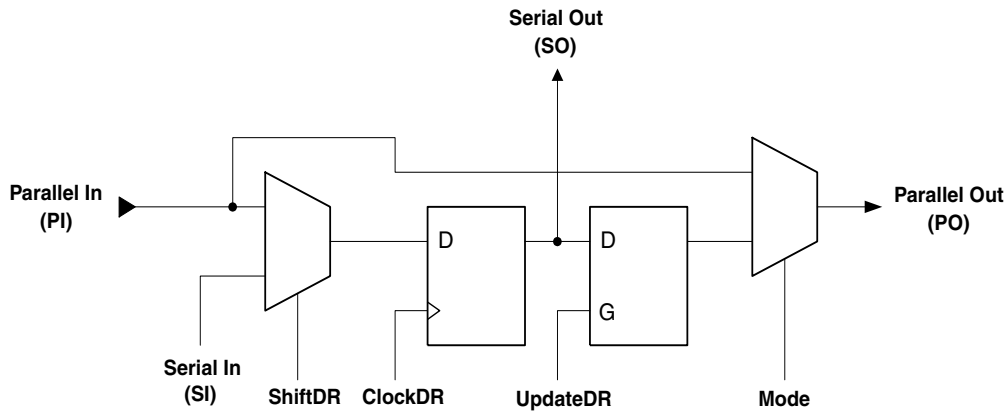 Serial Out
(SO)
Parallel In
(PI)
Parallel Out
(PO)
D
D
G
Serial In
(SI)
ShiftDR
ClockDR
UpdateDR
Mode